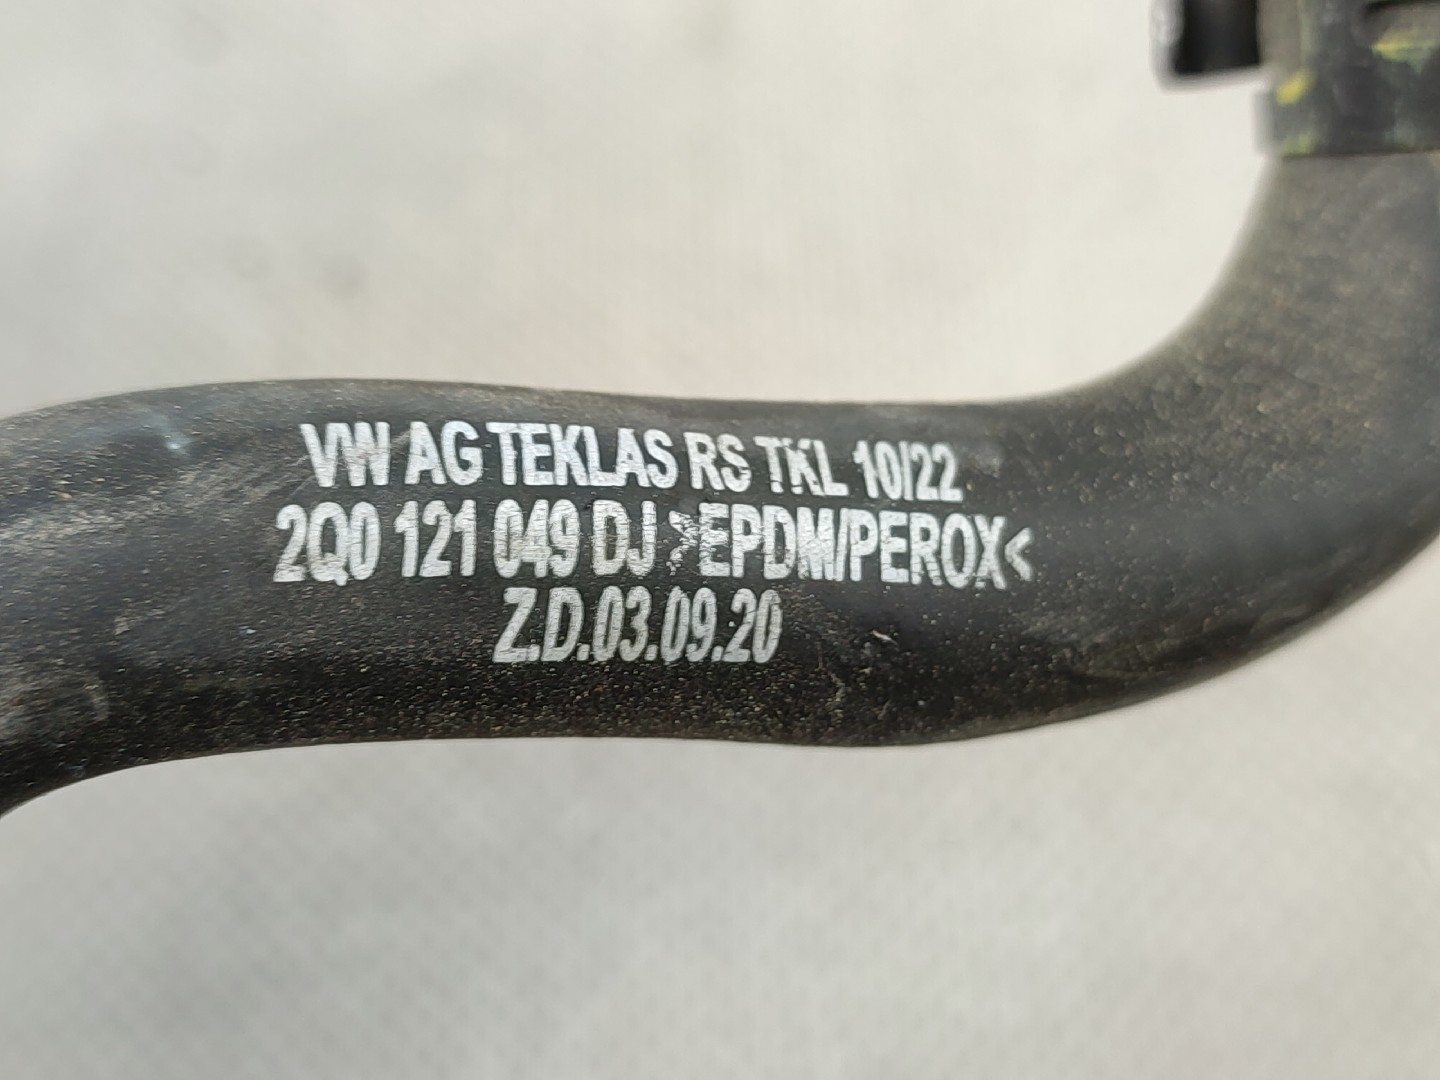 VW AG TEKLAS RS TKL 10/22
2Q0 121 049 DJ >EPDM/PEROX<
Z.D.03.09.20